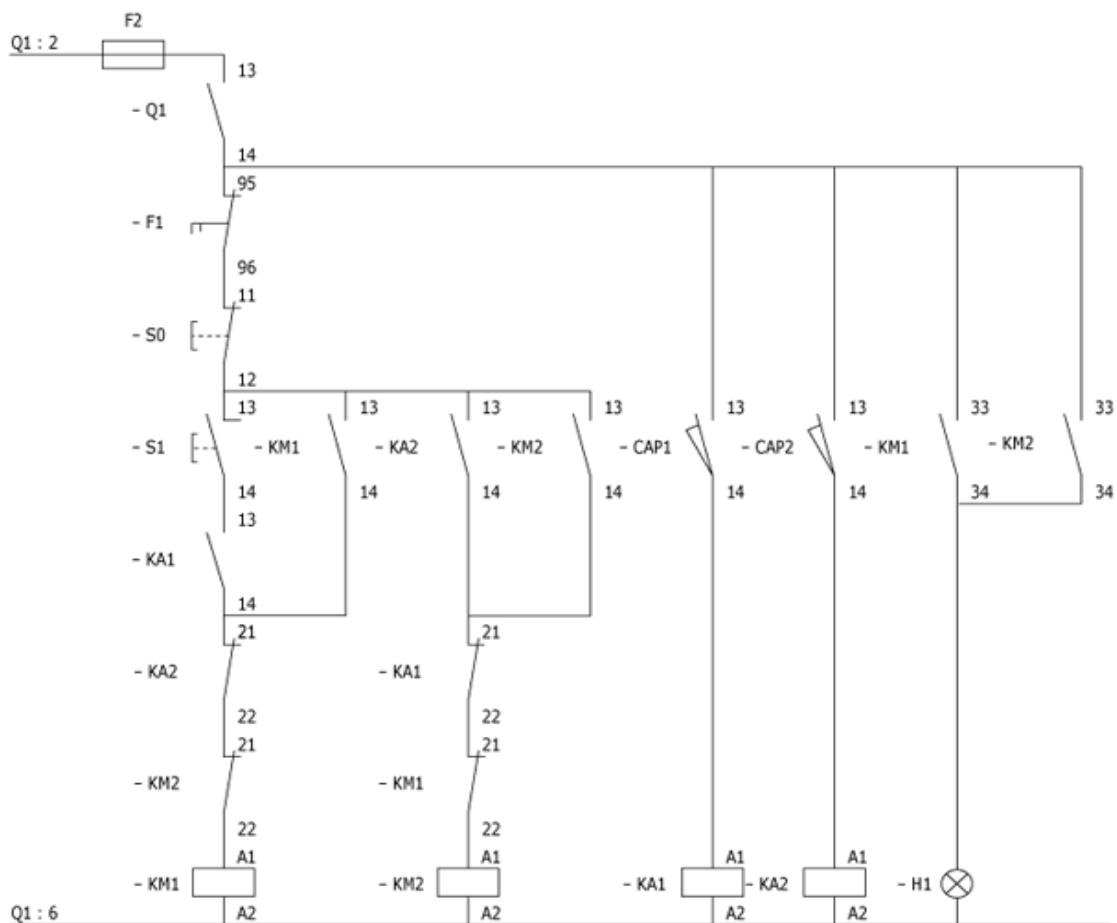 F2
Q1 : 2
13
– Q1
14
95
– F1
96
11
– S0
12
13 13 13 13 13 13 33 33
– S1 – KM1 – KA2 – KM2 – CAP1 – CAP2 – KM1 – KM2
14 14 14 14 14 14 34 34
13
– KA1
14
21 21
– KA2 – KA1
22 22
21 21
– KM2 – KM1
22 22
A1 A1 A1 A1
– KM1 – KM2 – KA1 – KA2 – H1
Q1 : 6 A2 A2 A2 A2